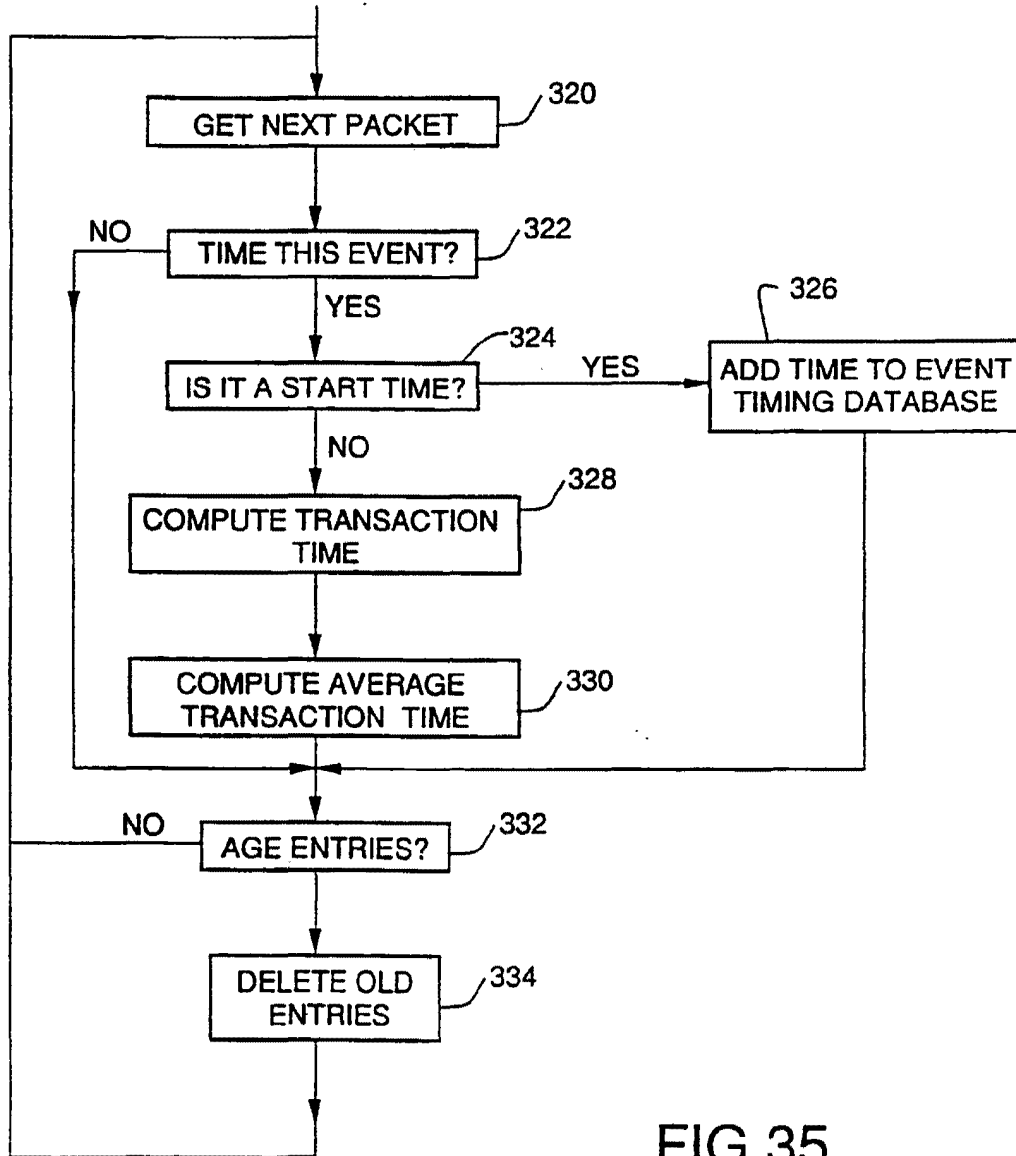 320
GET NEXT PACKET
NO
322
TIME THIS EVENT?
YES
324
326
IS IT A START TIME?
YES
ADD TIME TO EVENT
TIMING DATABASE
NO
328
COMPUTE TRANSACTION
TIME
330
COMPUTE AVERAGE
TRANSACTION TIME
NO
332
AGE ENTRIES?
334
DELETE OLD
ENTRIES
FIG.35